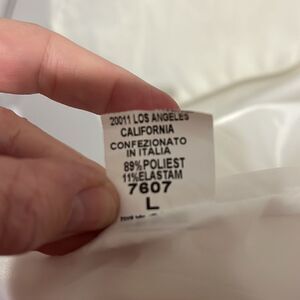 20011 LOS ANGELES
CALIFORNIA
CONFEZIONATO
IN ITALIA
89%POLIEST
11%ELASTAM
7607
L